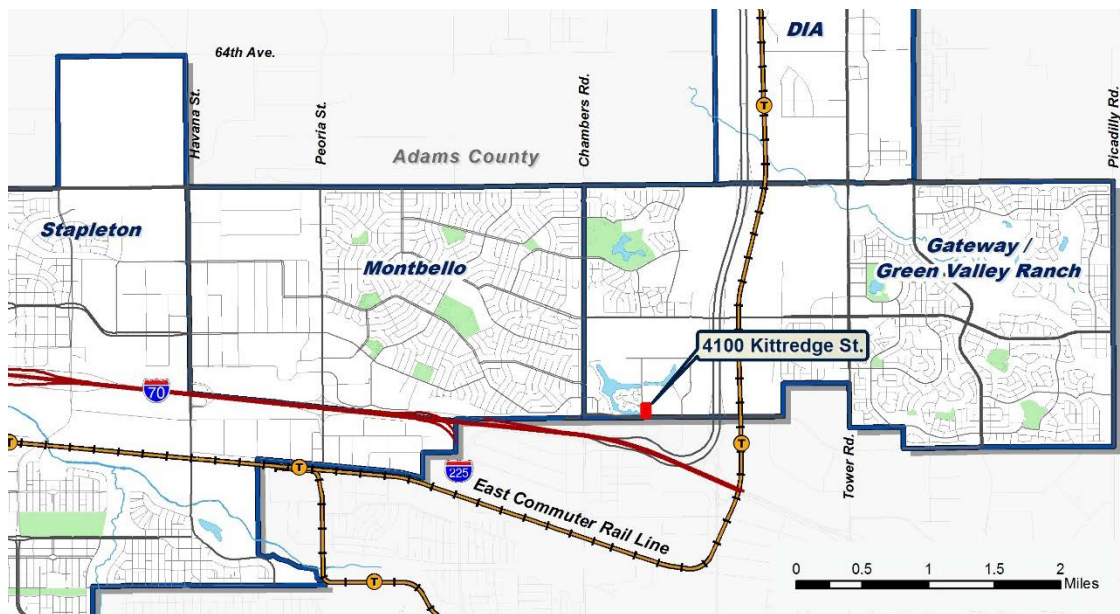 64th Ave.
DIA
Havana St.
Peoria St.
Chambers Rd.
Picadilly Rd.
T
Adams County
Stapleton
Montbello
Gateway /
Green Valley Ranch
4100 Kittredge St.
70
T
T
T
225
East Commuter Rail Line
Tower Rd.
T
0 0.5 1 1.5 2
Miles